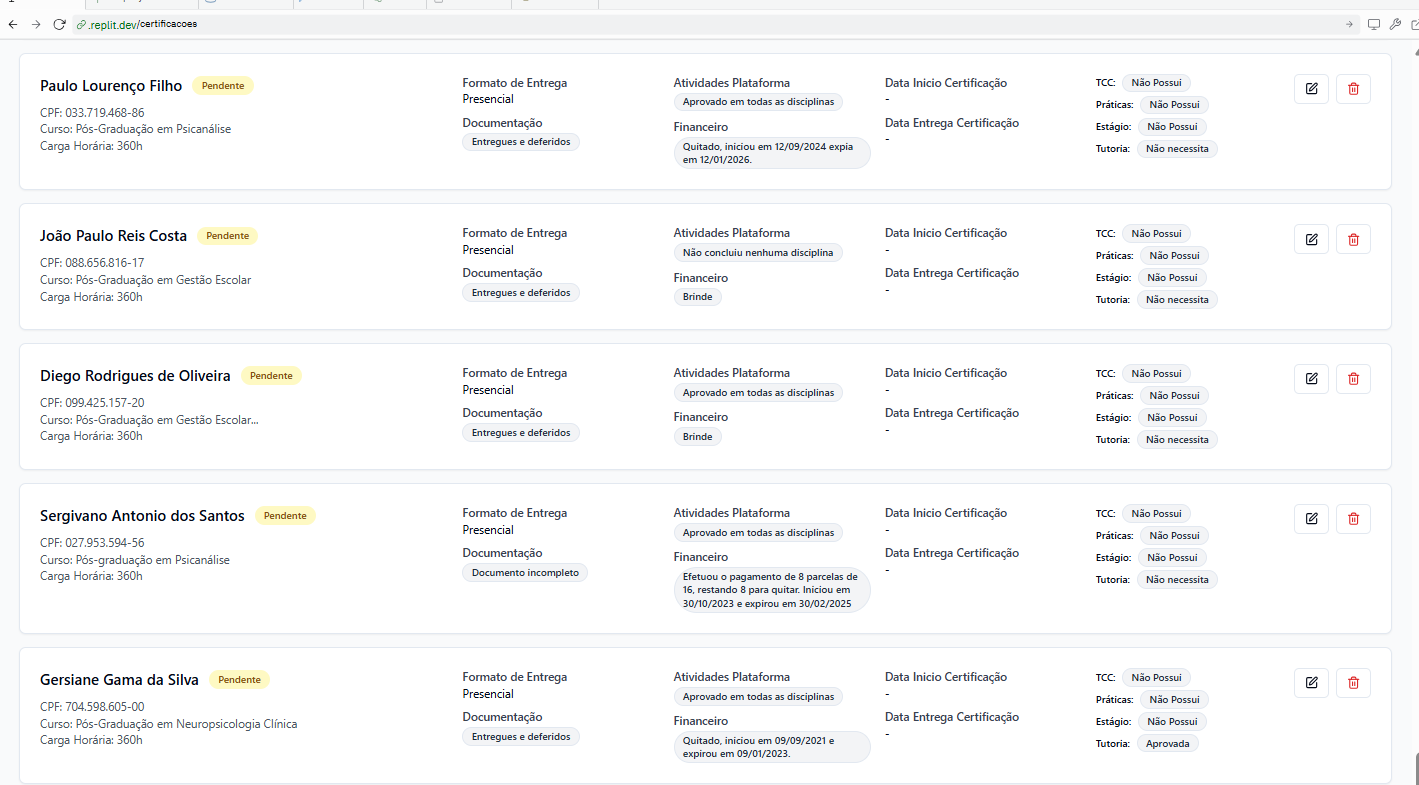 .replit.dev/certificacoes
Paulo Lourenço Filho Pendente
CPF: 033.719.468-86
Curso: Pós-Graduação em Psicanálise
Carga Horária: 360h
Formato de Entrega
Presencial
Documentação
Entregues e deferidos
Atividades Plataforma
Aprovado em todas as disciplinas
Financeiro
Quitado, iniciou em 12/09/2024 expia
em 12/01/2026.
Data Inicio Certificação
-
Data Entrega Certificação
-
TCC: Não Possui
Práticas: Não Possui
Estágio: Não Possui
Tutoria: Não necessita
João Paulo Reis Costa Pendente
CPF: 088.656.816-17
Curso: Pós-Graduação em Gestão Escolar
Carga Horária: 360h
Formato de Entrega
Presencial
Documentação
Entregues e deferidos
Atividades Plataforma
Não concluiu nenhuma disciplina
Financeiro
Brinde
Data Inicio Certificação
-
Data Entrega Certificação
-
TCC: Não Possui
Práticas: Não Possui
Estágio: Não Possui
Tutoria: Não necessita
Diego Rodrigues de Oliveira Pendente
CPF: 099.425.157-20
Curso: Pós-Graduação em Gestão Escolar...
Carga Horária: 360h
Formato de Entrega
Presencial
Documentação
Entregues e deferidos
Atividades Plataforma
Aprovado em todas as disciplinas
Financeiro
Brinde
Data Inicio Certificação
-
Data Entrega Certificação
-
TCC: Não Possui
Práticas: Não Possui
Estágio: Não Possui
Tutoria: Não necessita
Sergivano Antonio dos Santos Pendente
CPF: 027.953.594-56
Curso: Pós-graduação em Psicanálise
Carga Horária: 360h
Formato de Entrega
Presencial
Documentação
Documento incompleto
Atividades Plataforma
Aprovado em todas as disciplinas
Financeiro
Efetuou o pagamento de 8 parcelas de
16, restando 8 para quitar. Iniciou em
30/10/2023 e expirou em 30/02/2025
Data Inicio Certificação
-
Data Entrega Certificação
-
TCC: Não Possui
Práticas: Não Possui
Estágio: Não Possui
Tutoria: Não necessita
Gersiane Gama da Silva Pendente
CPF: 704.598.605-00
Curso: Pós-Graduação em Neuropsicologia Clínica
Carga Horária: 360h
Formato de Entrega
Presencial
Documentação
Entregues e deferidos
Atividades Plataforma
Aprovado em todas as disciplinas
Financeiro
Quitado, iniciou em 09/09/2021 e
expirou em 09/01/2023.
Data Inicio Certificação
-
Data Entrega Certificação
-
TCC: Não Possui
Práticas: Não Possui
Estágio: Não Possui
Tutoria: Aprovada